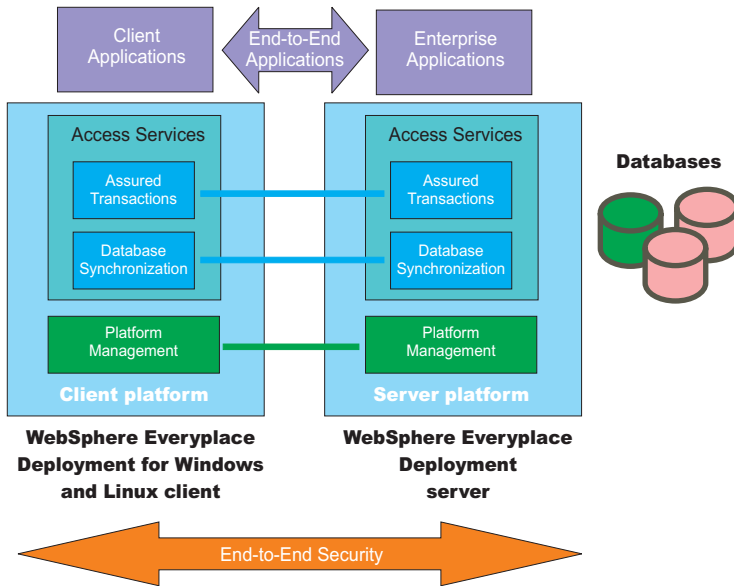 Client
Applications
End-to-End
Applications
Enterprise
Applications
Access Services
Assured
Transactions
Database
Synchronization
Platform
Management
Client platform
Access Services
Assured
Transactions
Database
Synchronization
Platform
Management
Server platform
Databases
WebSphere Everyplace
Deployment for Windows
and Linux client
WebSphere Everyplace
Deployment
server
End-to-End Security